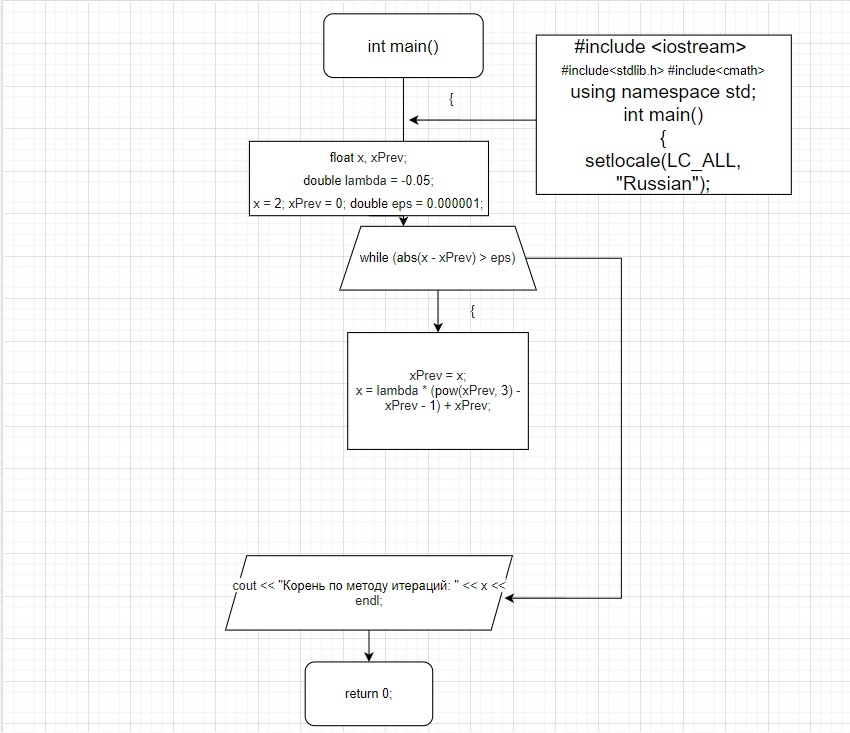 int main()
{
#include <iostream>
#include<stdlib.h> #include<cmath>
using namespace std;
int main()
{
setlocale(LC_ALL,
"Russian");
float x, xPrev;
double lambda = -0.05;
x = 2; xPrev = 0; double eps = 0.000001;
while (abs(x - xPrev) > eps)
{
xPrev = x;
x = lambda * (pow(xPrev, 3) -
xPrev - 1) + xPrev;
cout << "Корень по методу итераций: " << x <<
endl;
return 0;